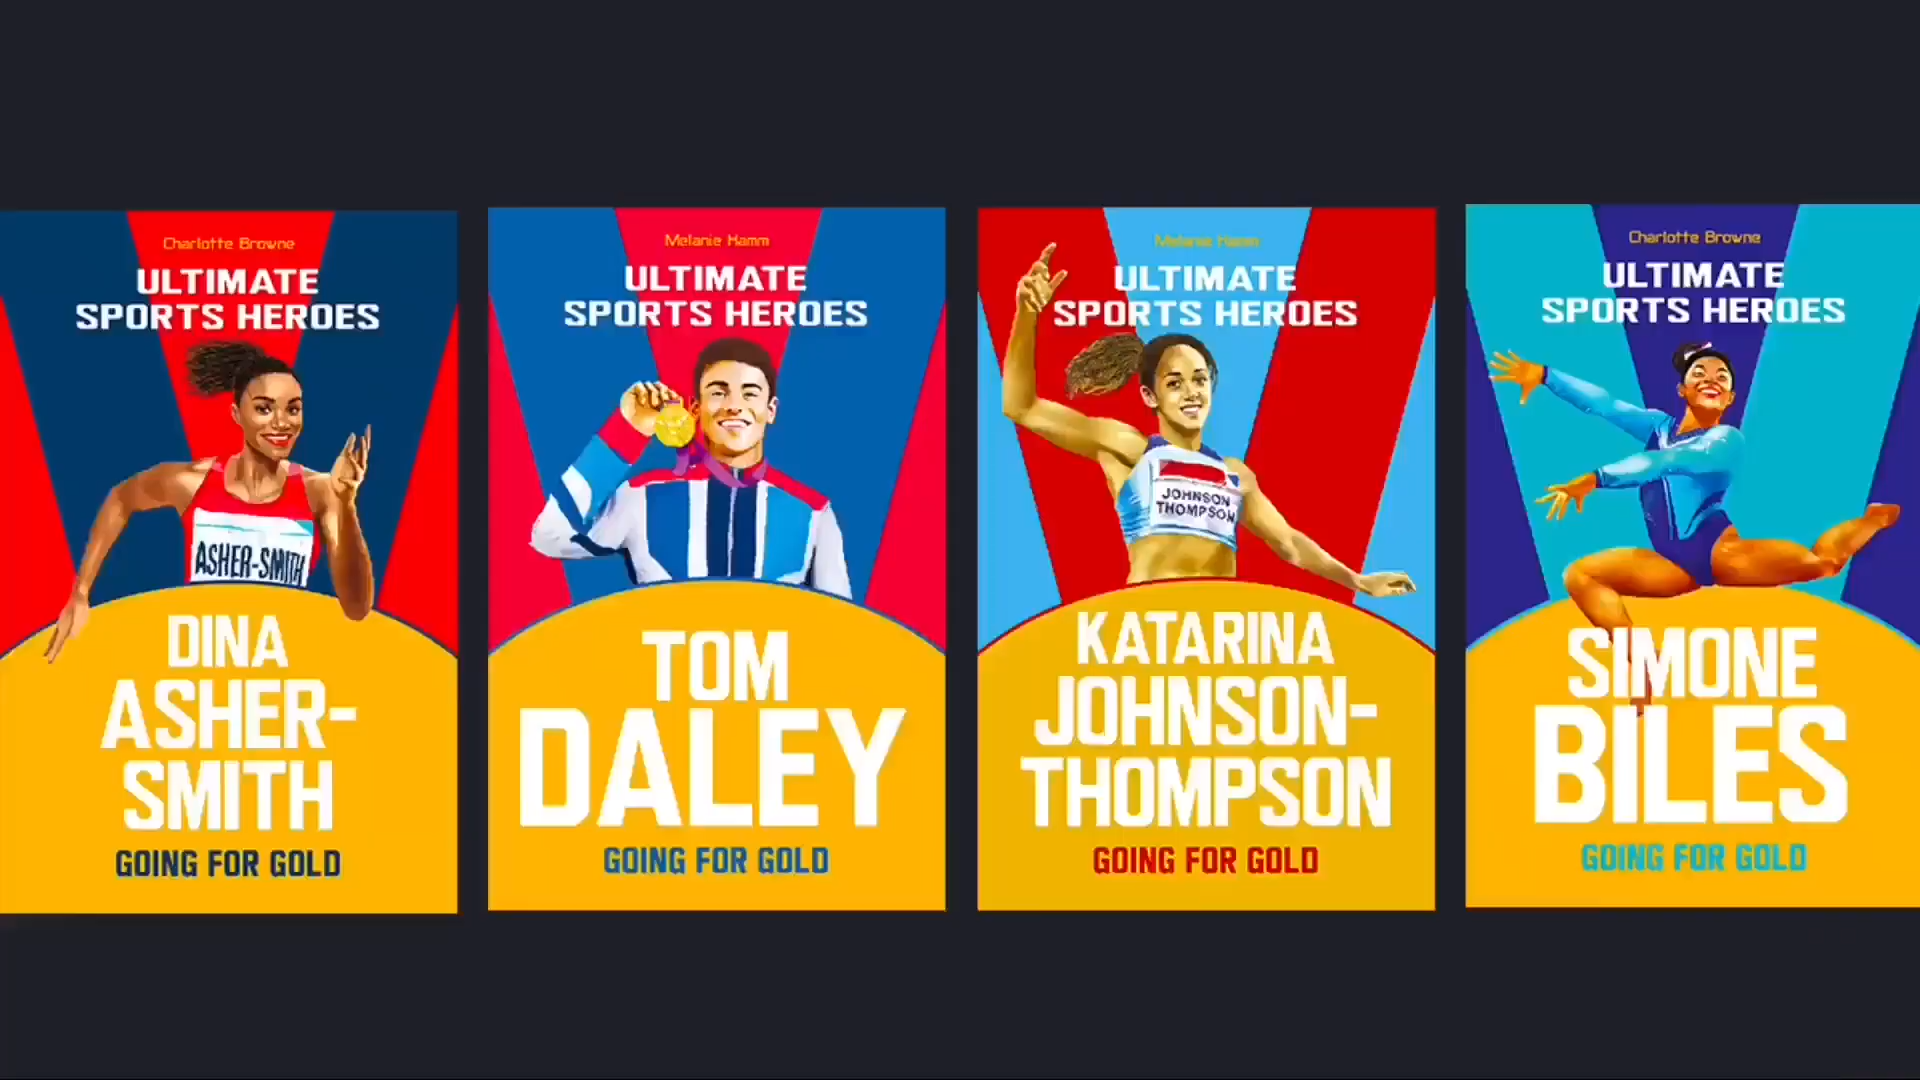 Charlotte Browne
ULTIMATE
SPORTS HEROES
ASHER-SMITH
DINA
ASHER-
SMITH
GOING FOR GOLD
Melanie Hamm
ULTIMATE
SPORTS HEROES
TOM
DALEY
GOING FOR GOLD
Melanie Hamm
ULTIMATE
SPORTS HEROES
JOHNSON
THOMPSON
KATARINA
JOHNSON-
THOMPSON
GOING FOR GOLD
Charlotte Browne
ULTIMATE
SPORTS HEROES
SIMONE
BILES
GOING FOR GOLD